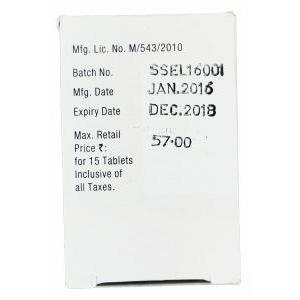 Mfg. Lic. No. M/543/2010
Batch No. SSEL16001
Mfg. Date JAN.2016
Expiry Date DEC.2018
Max. Retail
Price ₹: 57.00
for 15 Tablets
Inclusive of
all Taxes.